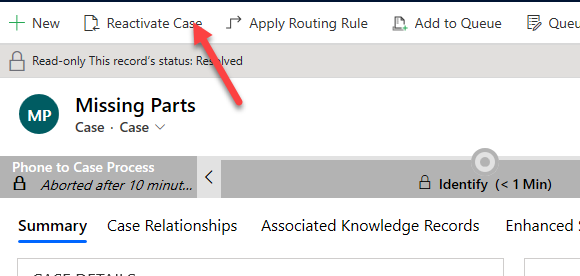 New Reactivate Case Apply Routing Rule Add to Queue Queu
Read-only This record's status: Resolved
MP
Missing Parts
Case · Case
Phone to Case Process
Aborted after 10 minut...
Identify (< 1 Min)
Summary Case Relationships Associated Knowledge Records Enhanced S
CASE DETAILS